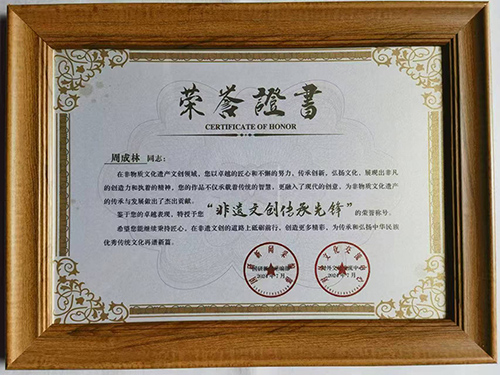 荣誉證書
CERTIFICATE OF HONOR
周成林 同志：
在非物质文化遗产文创领域，您以卓越的匠心和不懈的努力，传承创新，弘扬文化，展现出非凡
的创造力和执着的精神，您的作品不仅承载着传统的智慧，更融入了现代的创意，为非物质文化遗产
的传承与发展做出了杰出贡献。
鉴于您的卓越表现，特授于您“非遗文创传承先锋”的荣誉称号。
希望您能继续秉持匠心，在非遗文创的道路上砥砺前行，创造更多精彩，为传承和弘扬中华民族
优秀传统文化再谱新篇。